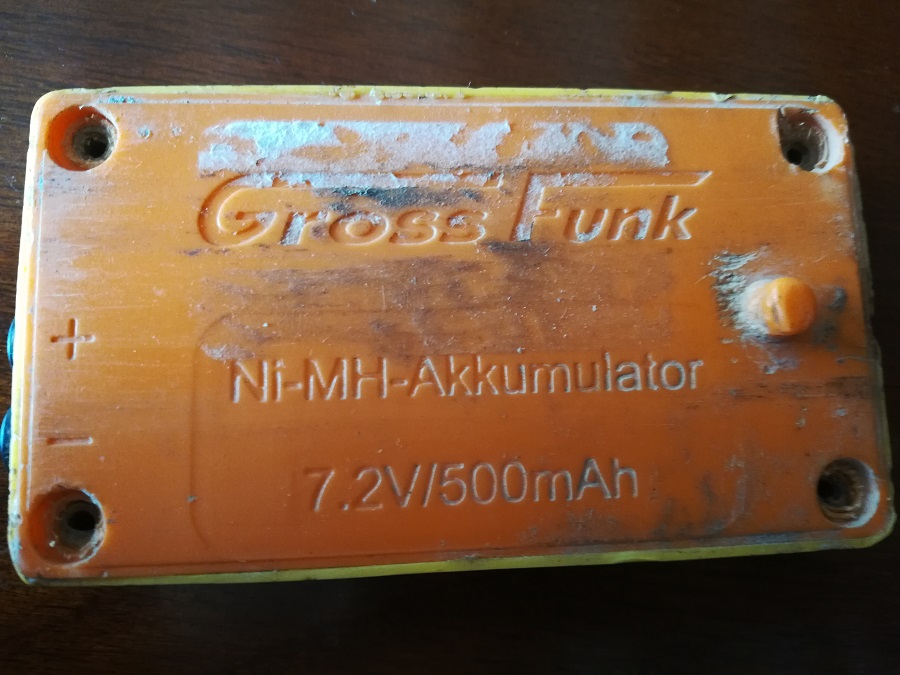 Gross Funk
+
Ni-MH-Akkumulator
–
7.2V/500mAh